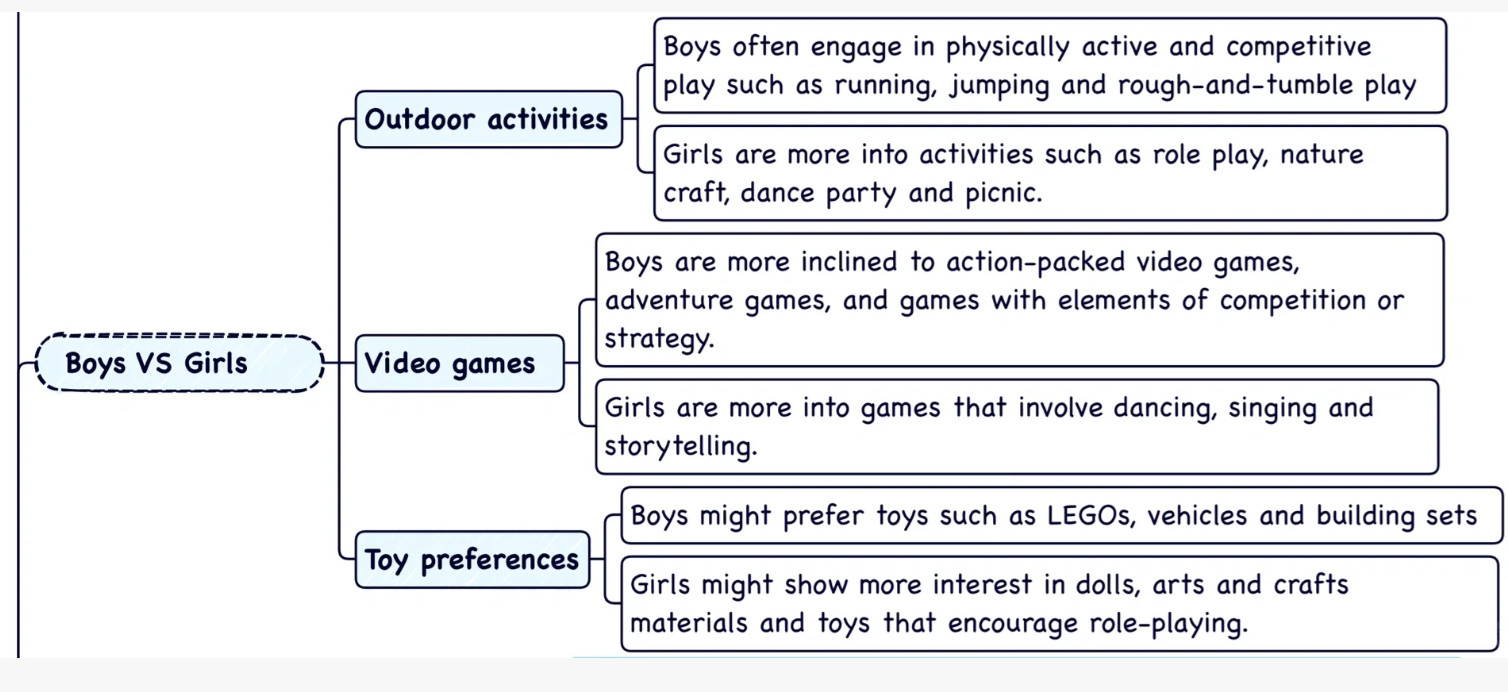 Boys VS Girls
Outdoor activities
Boys often engage in physically active and competitive
play such as running, jumping and rough-and-tumble play
Girls are more into activities such as role play, nature
craft, dance party and picnic.
Video games
Boys are more inclined to action-packed video games,
adventure games, and games with elements of competition or
strategy.
Girls are more into games that involve dancing, singing and
storytelling.
Toy preferences
Boys might prefer toys such as LEGOs, vehicles and building sets
Girls might show more interest in dolls, arts and crafts
materials and toys that encourage role-playing.